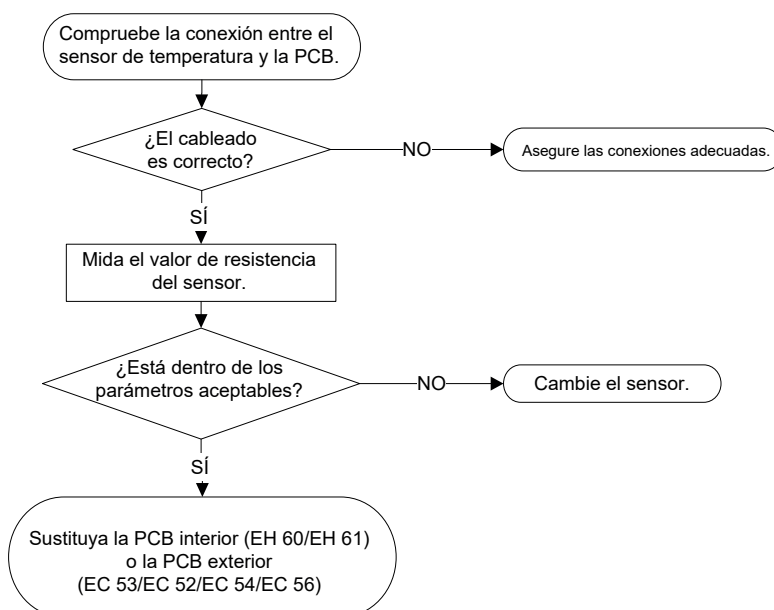 Compruebe la conexión entre el
sensor de temperatura y la PCB.
¿El cableado
es correcto?
NO
Asegure las conexiones adecuadas.
SÍ
Mida el valor de resistencia
del sensor.
¿Está dentro de los
parámetros aceptables?
NO
Cambie el sensor.
SÍ
Sustituya la PCB interior (EH 60/EH 61)
o la PCB exterior
(EC 53/EC 52/EC 54/EC 56)